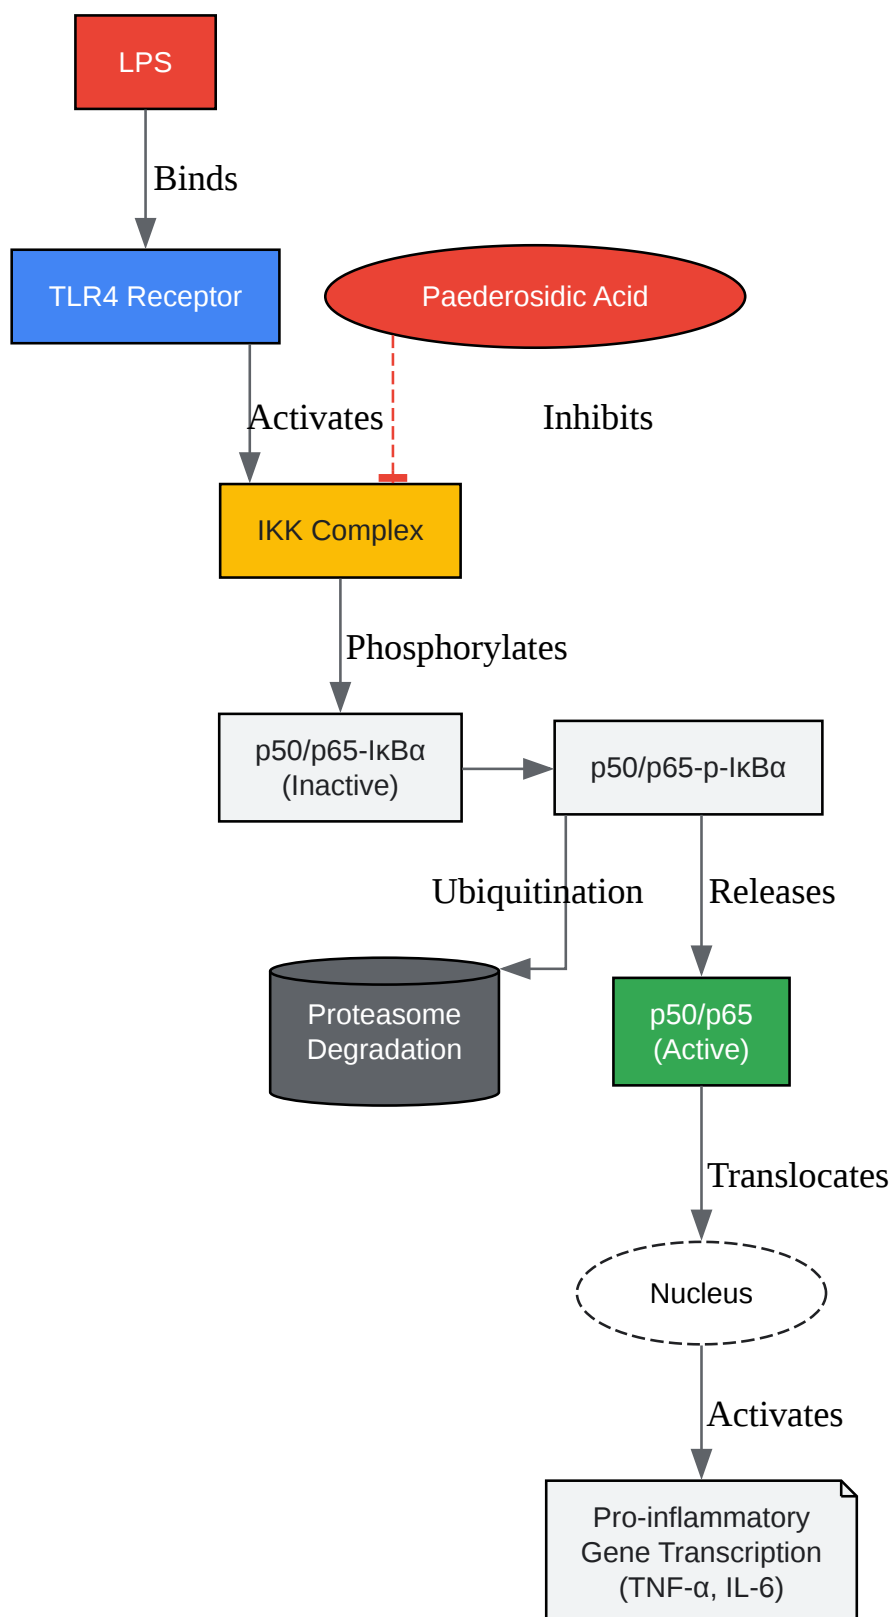 LPS
Binds
TLR4 Receptor
Paederosidic Acid
Activates
Inhibits
IKK Complex
Phosphorylates
p50/p65-IκBα
(Inactive)
p50/p65-p-IκBα
Ubiquitination
Releases
Proteasome
Degradation
p50/p65
(Active)
Translocates
Nucleus
Activates
Pro-inflammatory
Gene Transcription
(TNF-α, IL-6)